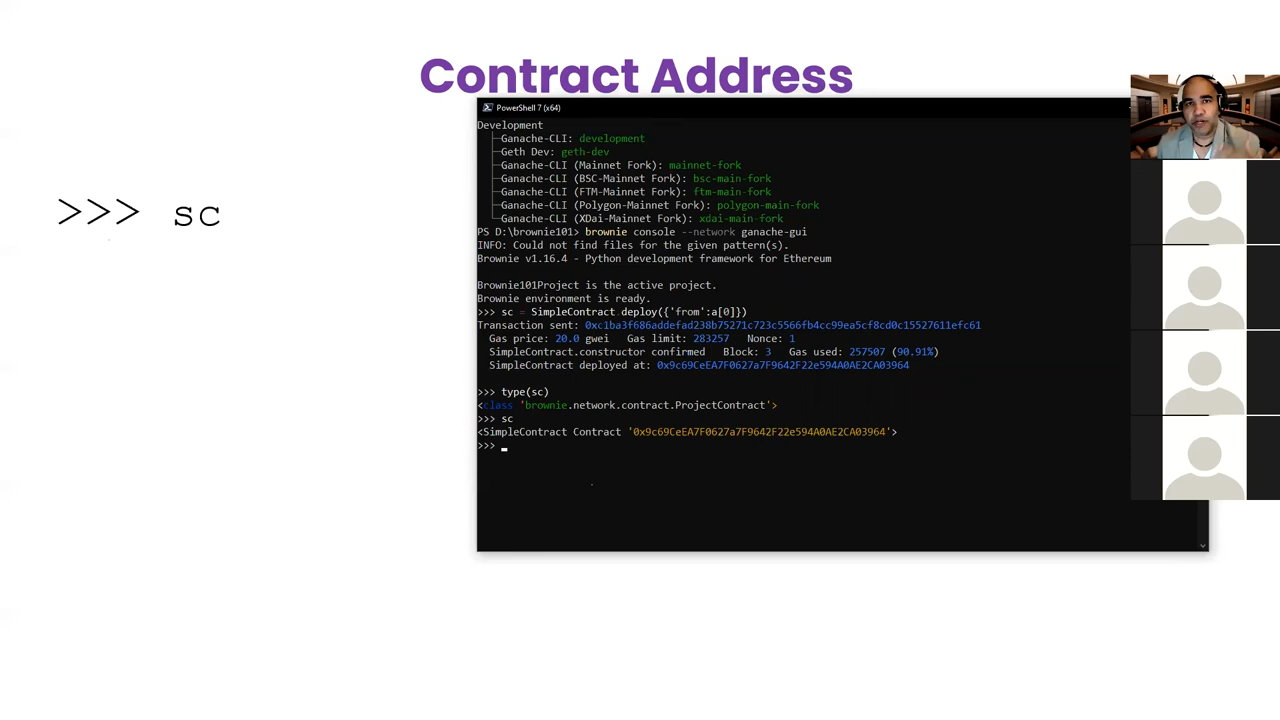 Contract Address
>>> sc
PowerShell 7 (x64)
Development
├─Ganache-CLI: development
├─Geth Dev: geth-dev
├─Ganache-CLI (Mainnet Fork): mainnet-fork
├─Ganache-CLI (BSC-Mainnet Fork): bsc-main-fork
├─Ganache-CLI (FTM-Mainnet Fork): ftm-main-fork
├─Ganache-CLI (Polygon-Mainnet Fork): polygon-main-fork
└─Ganache-CLI (XDai-Mainnet Fork): xdai-main-fork
PS D:\brownie101> brownie console --network ganache-gui
INFO: Could not find files for the given pattern(s).
Brownie v1.16.4 - Python development framework for Ethereum
Brownie101Project is the active project.
Brownie environment is ready.
>>> sc = SimpleContract.deploy({'from':a[0]})
Transaction sent: 0xc1ba3f686addefad238b75271c723c5566fb4cc99ea5cf8cd0c15527611efc61
Gas price: 20.0 gwei   Gas limit: 283257   Nonce: 1
SimpleContract.constructor confirmed   Block: 3   Gas used: 257507 (90.91%)
SimpleContract deployed at: 0x9c69CeEA7F0627a7F9642F22e594A0AE2CA03964
>>> type(sc)
<class 'brownie.network.contract.ProjectContract'>
>>> sc
<SimpleContract Contract '0x9c69CeEA7F0627a7F9642F22e594A0AE2CA03964'>
>>>